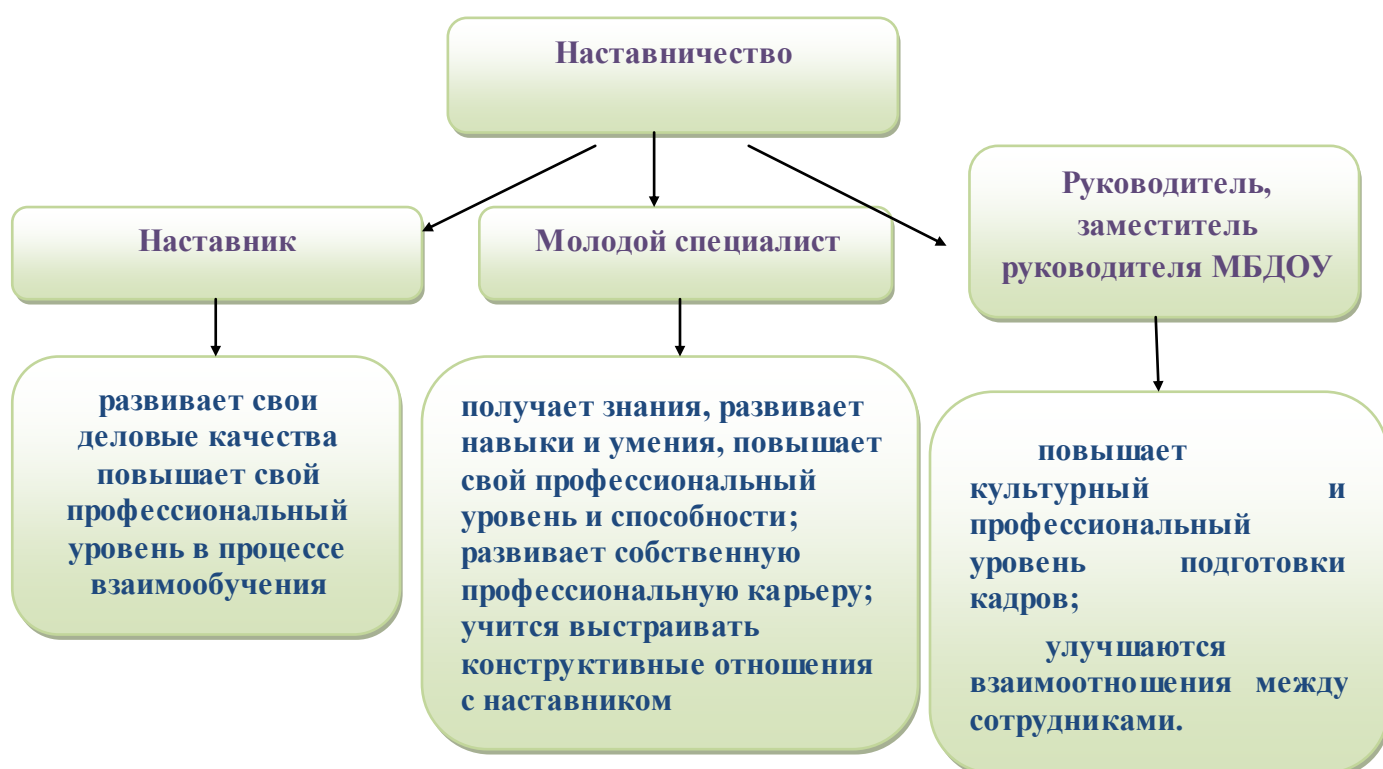 Наставничество
Наставник
Молодой специалист
Руководитель,
заместитель
руководителя МБДОУ
развивает свои
деловые качества
повышает свой
профессиональный
уровень в процессе
взаимообучения
получает знания, развивает
навыки и умения, повышает
свой профессиональный
уровень и способности;
развивает собственную
профессиональную карьеру;
учится выстраивать
конструктивные отношения
с наставником
повышает
культурный и
профессиональный
уровень подготовки
кадров;
улучшаются
взаимоотношения между
сотрудниками.